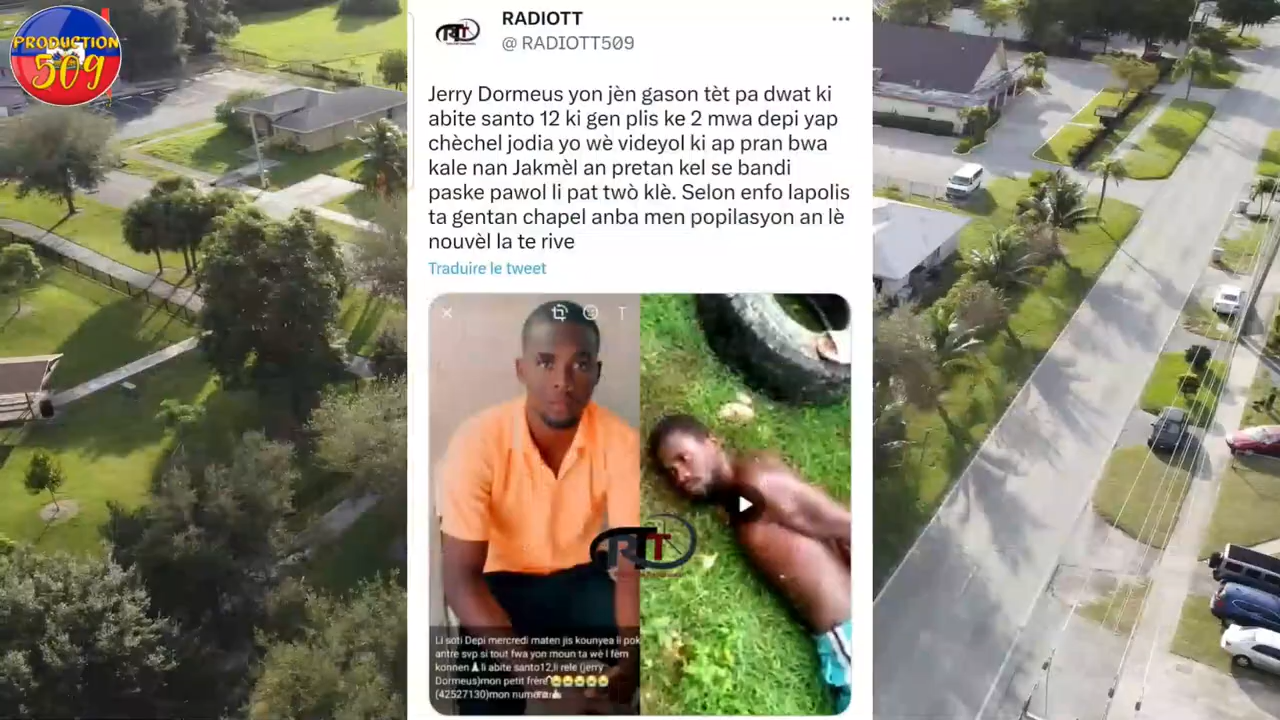 PRODUCTION
509
RTT
RADIOTT
@ RADIOTT509
Jerry Dormeus yon jèn gason tèt pa dwat ki
abite santo 12 ki gen plis ke 2 mwa depi yap
chèchel jodia yo wè videyol ki ap pran bwa
kale nan Jakmèl an pretan kel se bandi
paske pawol li pat twò klè. Selon enfo lapolis
ta gentan chapel anba men popilasyon an lè
nouvèl la te rive
Traduire le tweet
T
RTT
Li soti Depi mercredi maten jis kounyea li pok
antre svp si tout fwa yon moun ta wè l fèm
konnen li abite santo12,li rele (jerry
Dormeus)mon petit frère
(42527130)mon numéro